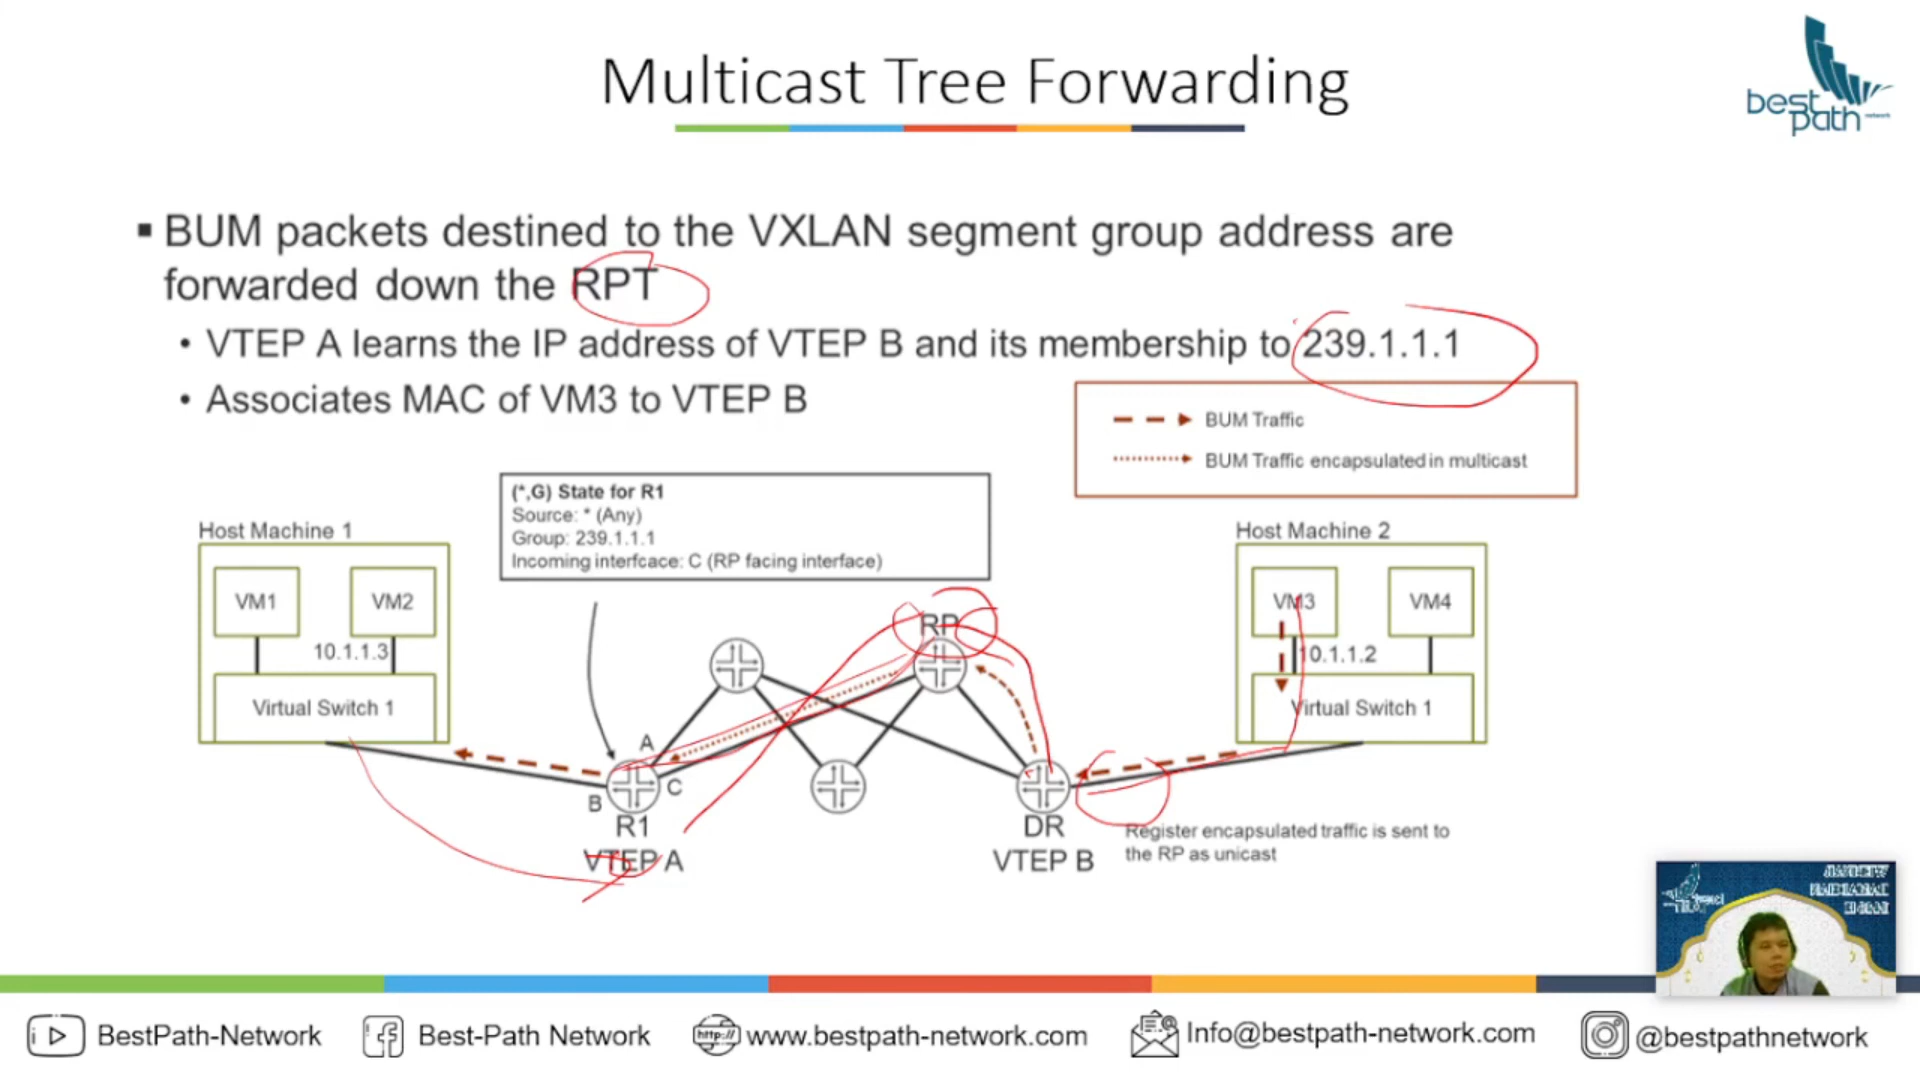 Multicast Tree Forwarding
best
path
network
▪ BUM packets destined to the VXLAN segment group address are
forwarded down the RPT
• VTEP A learns the IP address of VTEP B and its membership to 239.1.1.1
• Associates MAC of VM3 to VTEP B
BUM Traffic
BUM Traffic encapsulated in multicast
(*,G) State for R1
Source: * (Any)
Group: 239.1.1.1
Incoming interfcace: C (RP facing interface)
Host Machine 1
VM1
VM2
10.1.1.3
Virtual Switch 1
Host Machine 2
VM3
VM4
10.1.1.2
Virtual Switch 1
RP
A
B
C
R1
VTEP A
DR
VTEP B
Register encapsulated traffic is sent to
the RP as unicast
BestPath-Network
Best-Path Network
http://
www.bestpath-network.com
Info@bestpath-network.com
@bestpathnetwork